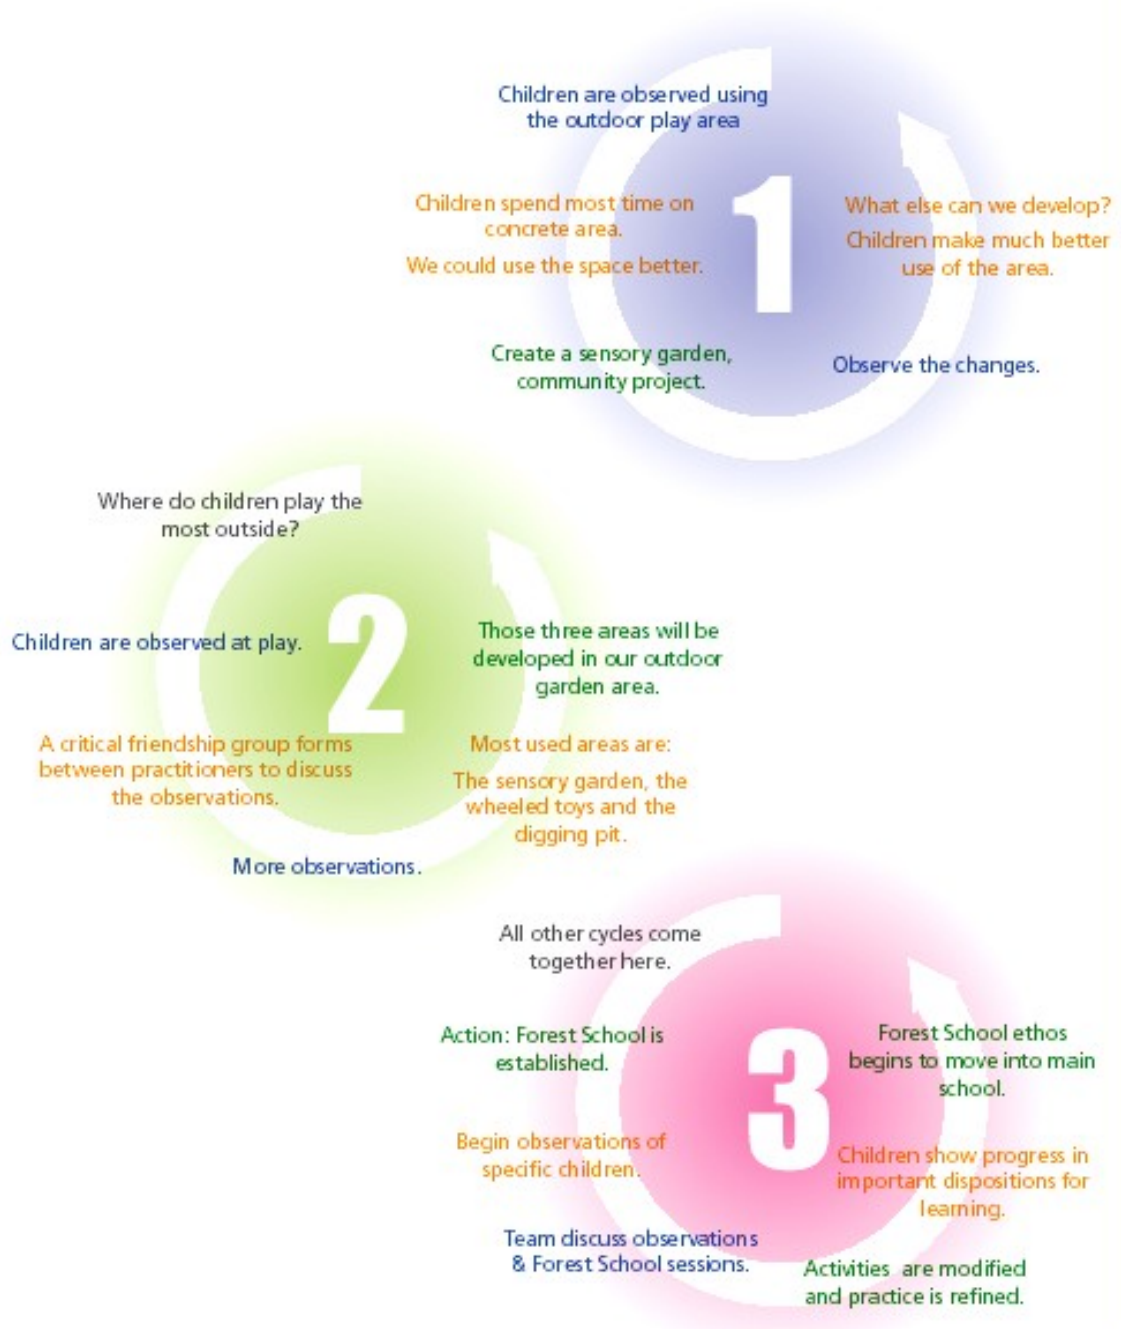 Children are observed using
the outdoor play area
1
Children spend most time on
concrete area.
We could use the space better.
Create a sensory garden,
community project.
Observe the changes.
What else can we develop?
Children make much better
use of the area.
2
Where do children play the
most outside?
Children are observed at play.
A critical friendship group forms
between practitioners to discuss
the observations.
More observations.
Most used areas are:
The sensory garden, the
wheeled toys and the
digging pit.
Those three areas will be
developed in our outdoor
garden area.
3
All other cycles come
together here.
Action: Forest School is
established.
Begin observations of
specific children.
Team discuss observations
& Forest School sessions.
Activities are modified
and practice is refined.
Children show progress in
important dispositions for
learning.
Forest School ethos
begins to move into main
school.